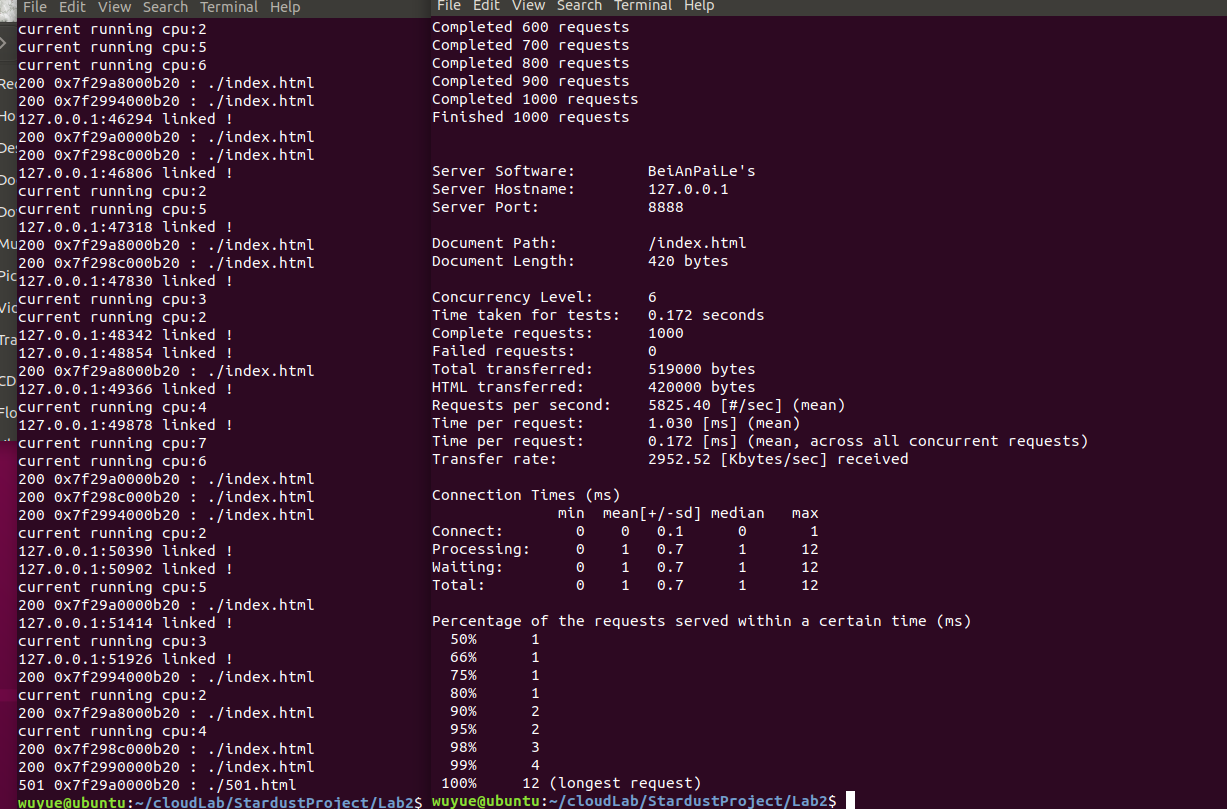 File Edit View Search Terminal Help
current running cpu:2
current running cpu:5
current running cpu:6
200 0x7f29a8000b20 : ./index.html
200 0x7f2994000b20 : ./index.html
127.0.0.1:46294 linked !
200 0x7f29a0000b20 : ./index.html
200 0x7f298c000b20 : ./index.html
127.0.0.1:46806 linked !
current running cpu:2
current running cpu:5
127.0.0.1:47318 linked !
200 0x7f29a8000b20 : ./index.html
200 0x7f298c000b20 : ./index.html
127.0.0.1:47830 linked !
current running cpu:3
current running cpu:2
127.0.0.1:48342 linked !
127.0.0.1:48854 linked !
200 0x7f29a8000b20 : ./index.html
127.0.0.1:49366 linked !
current running cpu:4
127.0.0.1:49878 linked !
current running cpu:7
current running cpu:6
200 0x7f29a0000b20 : ./index.html
200 0x7f298c000b20 : ./index.html
200 0x7f2994000b20 : ./index.html
current running cpu:2
127.0.0.1:50390 linked !
127.0.0.1:50902 linked !
current running cpu:5
200 0x7f29a0000b20 : ./index.html
127.0.0.1:51414 linked !
current running cpu:3
127.0.0.1:51926 linked !
200 0x7f2994000b20 : ./index.html
current running cpu:2
200 0x7f29a8000b20 : ./index.html
current running cpu:4
200 0x7f298c000b20 : ./index.html
200 0x7f2990000b20 : ./index.html
501 0x7f29a0000b20 : ./501.html
wuyue@ubuntu:~/cloudLab/StardustProject/Lab2$
File Edit View Search Terminal Help
Completed 600 requests
Completed 700 requests
Completed 800 requests
Completed 900 requests
Completed 1000 requests
Finished 1000 requests
Server Software: BeiAnPaiLe's
Server Hostname: 127.0.0.1
Server Port: 8888
Document Path: /index.html
Document Length: 420 bytes
Concurrency Level: 6
Time taken for tests: 0.172 seconds
Complete requests: 1000
Failed requests: 0
Total transferred: 519000 bytes
HTML transferred: 420000 bytes
Requests per second: 5825.40 [#/sec] (mean)
Time per request: 1.030 [ms] (mean)
Time per request: 0.172 [ms] (mean, across all concurrent requests)
Transfer rate: 2952.52 [Kbytes/sec] received
Connection Times (ms)
min mean[+/-sd] median max
Connect: 0 0 0.1 0 1
Processing: 0 1 0.7 1 12
Waiting: 0 1 0.7 1 12
Total: 0 1 0.7 1 12
Percentage of the requests served within a certain time (ms)
50% 1
66% 1
75% 1
80% 1
90% 2
95% 2
98% 3
99% 4
100% 12 (longest request)
wuyue@ubuntu:~/cloudLab/StardustProject/Lab2$